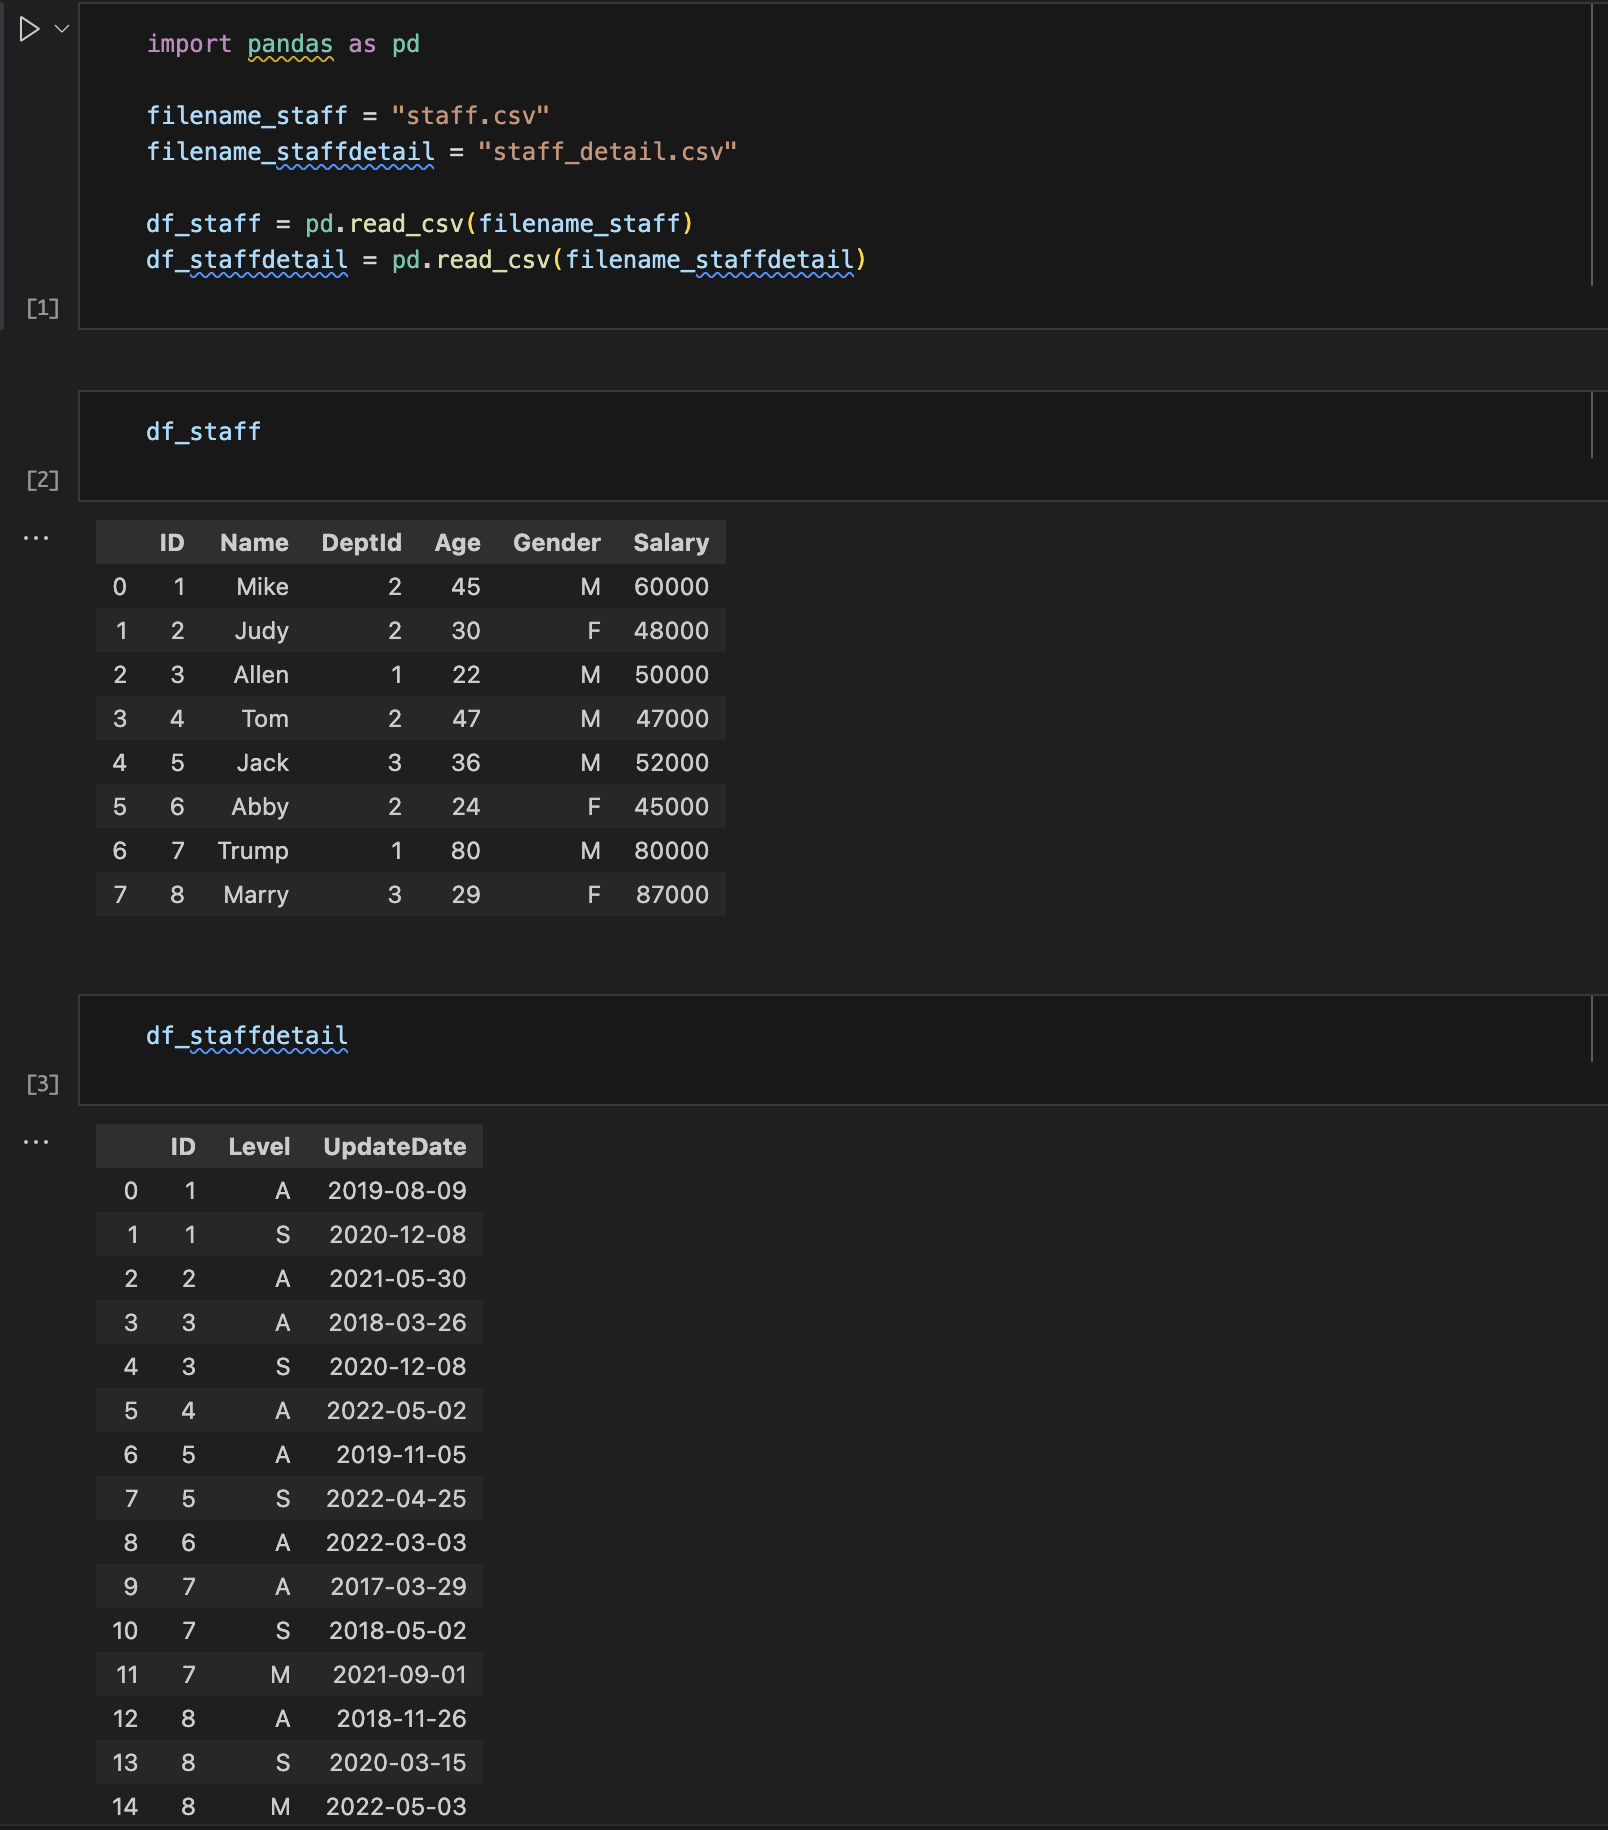 import pandas as pd
filename_staff = "staff.csv"
filename_staffdetail = "staff_detail.csv"
df_staff = pd.read_csv(filename_staff)
df_staffdetail = pd.read_csv(filename_staffdetail)
[1]
df_staff
[2]
...
ID Name DeptId Age Gender Salary
0 1 Mike 2 45 M 60000
1 2 Judy 2 30 F 48000
2 3 Allen 1 22 M 50000
3 4 Tom 2 47 M 47000
4 5 Jack 3 36 M 52000
5 6 Abby 2 24 F 45000
6 7 Trump 1 80 M 80000
7 8 Marry 3 29 F 87000
df_staffdetail
[3]
...
ID Level UpdateDate
0 1 A 2019-08-09
1 1 S 2020-12-08
2 2 A 2021-05-30
3 3 A 2018-03-26
4 3 S 2020-12-08
5 4 A 2022-05-02
6 5 A 2019-11-05
7 5 S 2022-04-25
8 6 A 2022-03-03
9 7 A 2017-03-29
10 7 S 2018-05-02
11 7 M 2021-09-01
12 8 A 2018-11-26
13 8 S 2020-03-15
14 8 M 2022-05-03